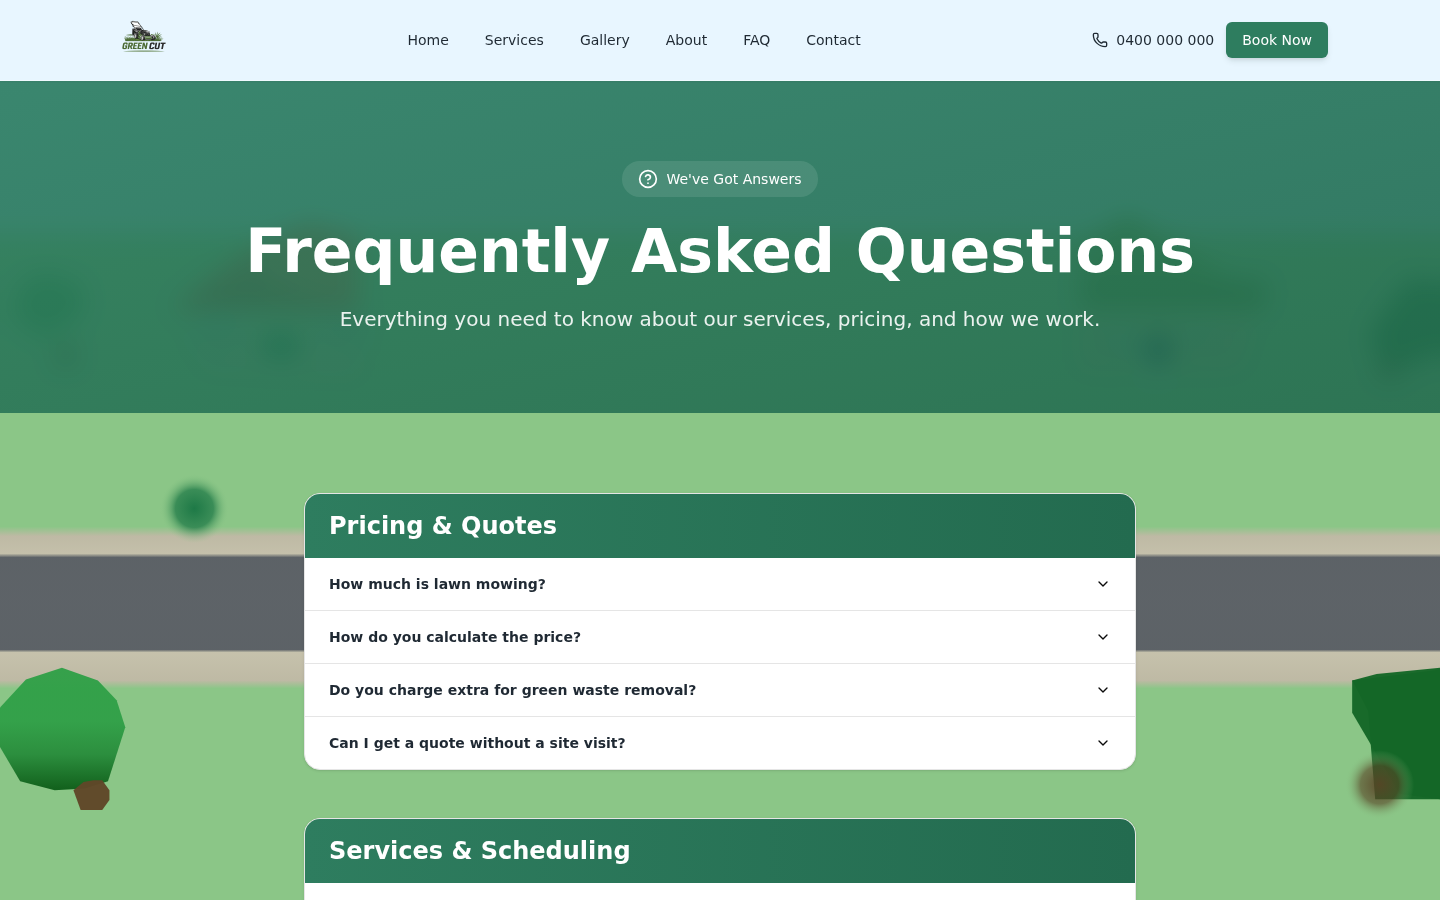 GREEN CUT
Home
Services
Gallery
About
FAQ
Contact
0400 000 000
Book Now
We've Got Answers
Frequently Asked Questions
Everything you need to know about our services, pricing, and how we work.
Pricing & Quotes
How much is lawn mowing?
How do you calculate the price?
Do you charge extra for green waste removal?
Can I get a quote without a site visit?
Services & Scheduling